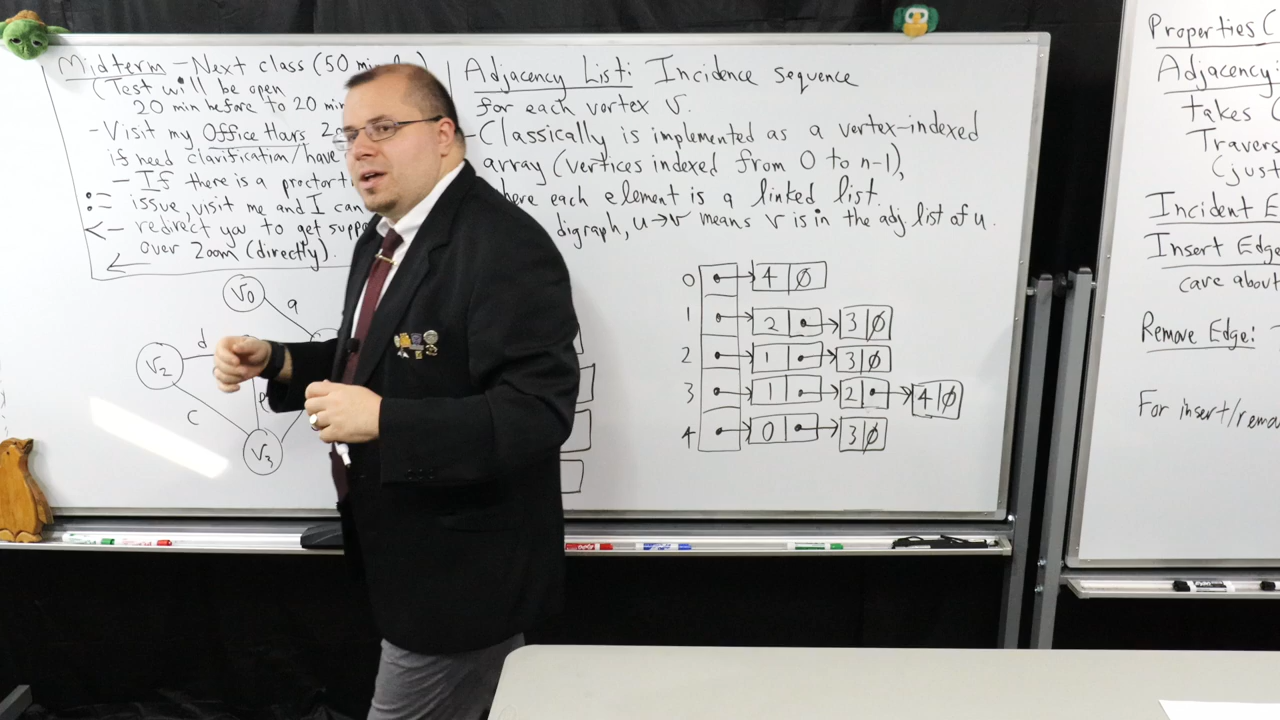 Midterm - Next class (50
(Test will be open
20 min before to 20 min
- Visit my Office Hours
if need clarification/have
- If there is a proctor
:= issue, visit me and I can
<- redirect you to get
over Zoom (directly).
Adjacency List: Incidence sequence
for each vertex v.
- Classically is implemented as a vertex-indexed
array (vertices indexed from 0 to n-1),
each element is a linked list.
digraph, u→v means v is in the adj. list of u.
V0
a
d
V2
c
e
V3
0 → 4 ∅
1 → 2 → 3 ∅
2 → 1 → 3 ∅
3 → 1 → 2 → 4 ∅
4 → 0 → 3 ∅
Properties (
Adjacency:
takes
Travers
(just
Incident E
Insert Edge
care about
Remove Edge:
For insert/remov